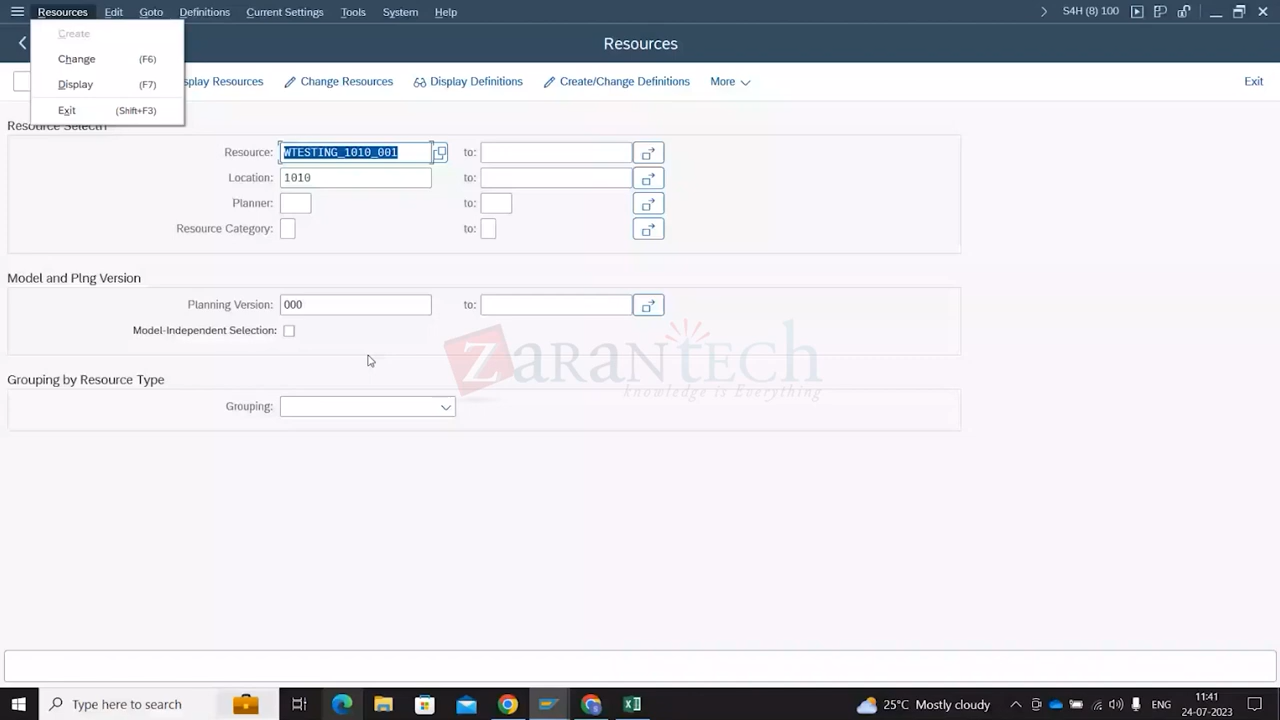 Resources Edit Goto Definitions Current Settings Tools System Help S4H (8) 100
Create
Change (F6)
Display (F7)
Exit (Shift+F3)
Resources
splay Resources Change Resources Display Definitions Create/Change Definitions More Exit
Resource Selectn
Resource: WTESTING_1010_001 to:
Location: 1010 to:
Planner: to:
Resource Category: to:
Model and Plng Version
Planning Version: 000 to:
Model-Independent Selection:
zarantech
knowledge is Everything
Grouping by Resource Type
Grouping:
Type here to search 25°C Mostly cloudy ENG 11:41
24-07-2023